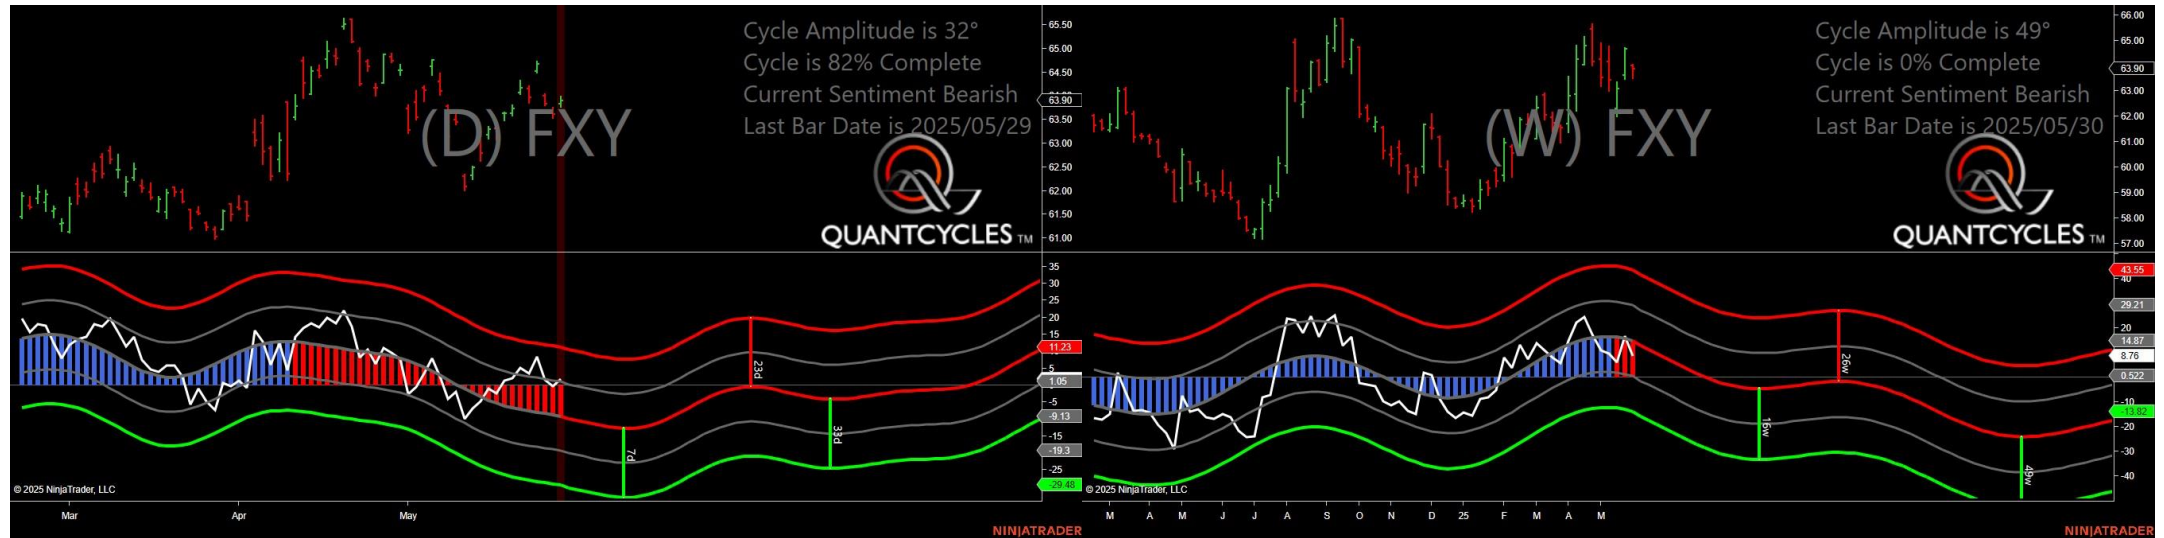 Cycle Amplitude is 32°
Cycle is 82% Complete
Current Sentiment Bearish
Last Bar Date is 2025/05/29
(D) FXY
QUANTCYCLES TM
65.50
65.00
64.50
63.90
63.50
63.00
62.50
62.00
61.50
61.00
35
30
25
20
15
11.23
5
1.05
-5
-9.13
-15
-19.3
-25
-29.48
23d
7d
33d
© 2025 NinjaTrader, LLC
Mar Apr May
NINJATRADER
Cycle Amplitude is 49°
Cycle is 0% Complete
Current Sentiment Bearish
Last Bar Date is 2025/05/30
(W) FXY
QUANTCYCLES TM
66.00
65.00
63.90
63.00
62.00
61.00
60.00
59.00
58.00
57.00
43.55
40
29.21
20
14.87
8.76
0.522
-10
-13.82
-20
-30
-40
26w
16w
49w
© 2025 NinjaTrader, LLC
M A M J J A S O N D 25 F M A M
NINJATRADER